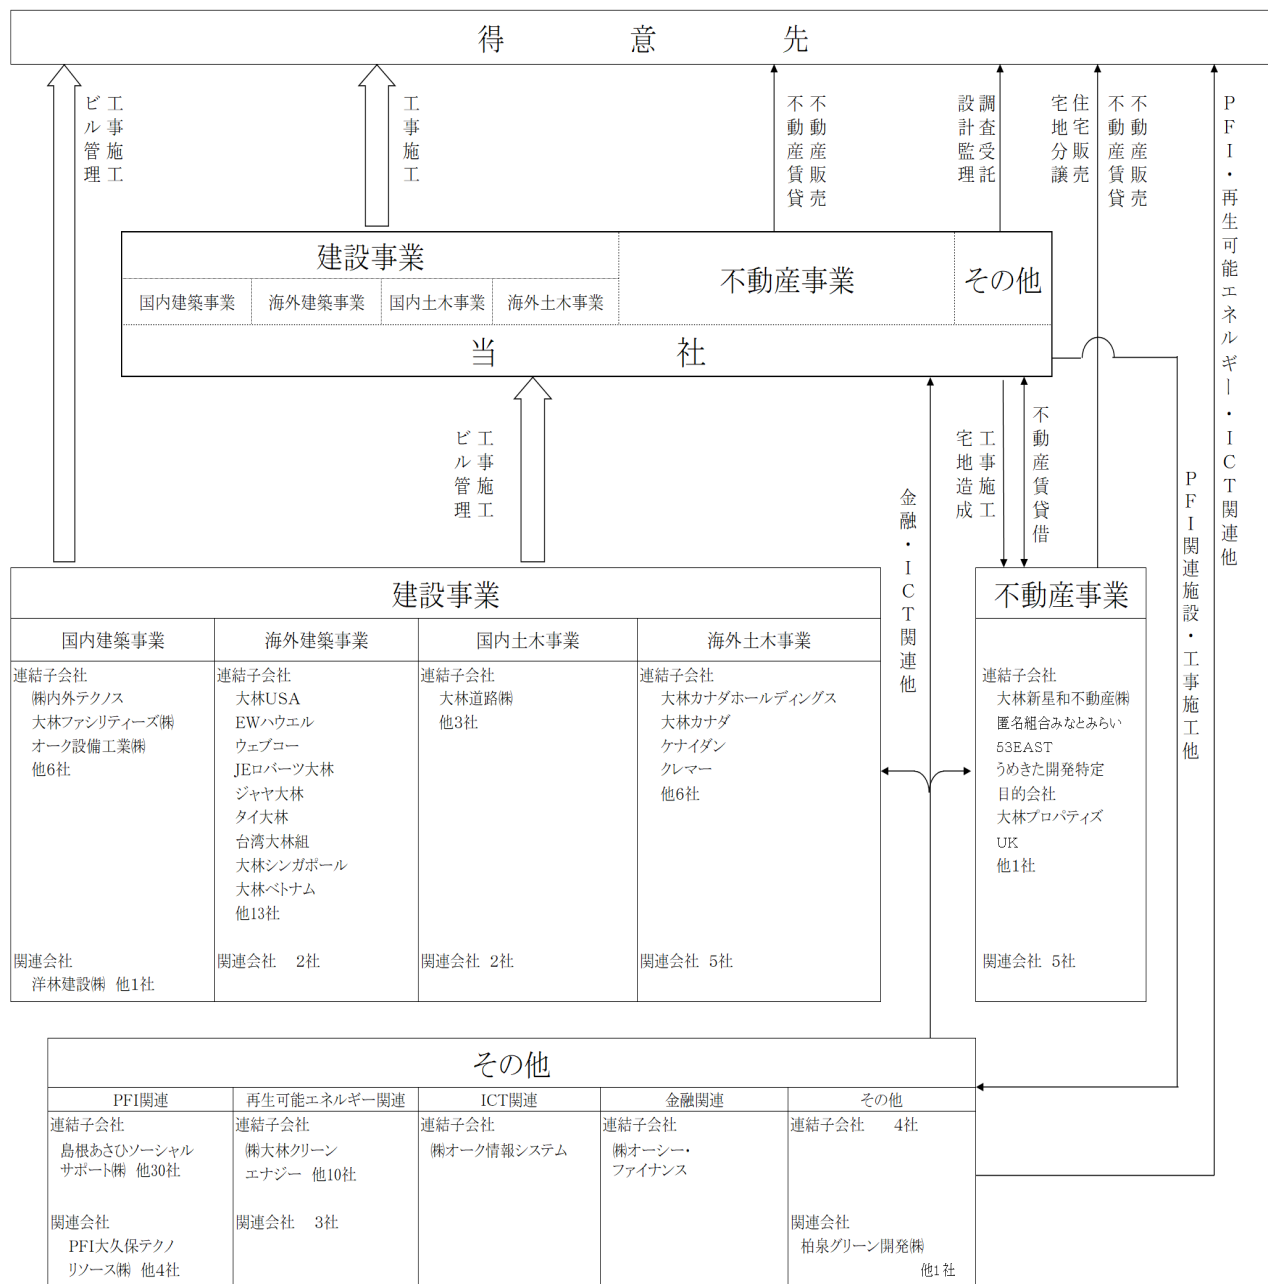 得意先
工事施工
ビル管理
工事施工
不動産販売
不動産賃貸
調査受託
設計監理
不動産販売
不動産賃貸
住宅販売
宅地分譲
PFI・再生可能エネルギー・ICT関連他
建設事業
国内建築事業
海外建築事業
国内土木事業
海外土木事業
不動産事業
その他
当社
工事施工
ビル管理
金融・ICT関連他
工事施工
宅地造成
不動産賃貸借
PFI関連施設・工事施工他
建設事業
国内建築事業
連結子会社
㈱内外テクノス
大林ファシリティーズ㈱
オーク設備工業㈱
他6社
関連会社
洋林建設㈱ 他1社
海外建築事業
連結子会社
大林USA
EWハウエル
ウェブコー
JEロバーツ大林
ジャヤ大林
タイ大林
台湾大林組
大林シンガポール
大林ベトナム
他13社
関連会社 2社
国内土木事業
連結子会社
大林道路㈱
他3社
関連会社 2社
海外土木事業
連結子会社
大林カナダホールディングス
大林カナダ
ケナイダン
クレマー
他6社
関連会社 5社
不動産事業
連結子会社
大林新星和不動産㈱
匿名組合みなとみらい
53EAST
うめきた開発特定
目的会社
大林プロパティズ
UK
他1社
関連会社 5社
その他
PFI関連
連結子会社
島根あさひソーシャル
サポート㈱ 他30社
関連会社
PFI大久保テクノ
リソース㈱ 他4社
再生可能エネルギー関連
連結子会社
㈱大林クリーン
エナジー 他10社
関連会社 3社
ICT関連
連結子会社
㈱オーク情報システム
金融関連
連結子会社
㈱オーシー・
ファイナンス
その他
連結子会社 4社
関連会社
柏泉グリーン開発㈱
他1社